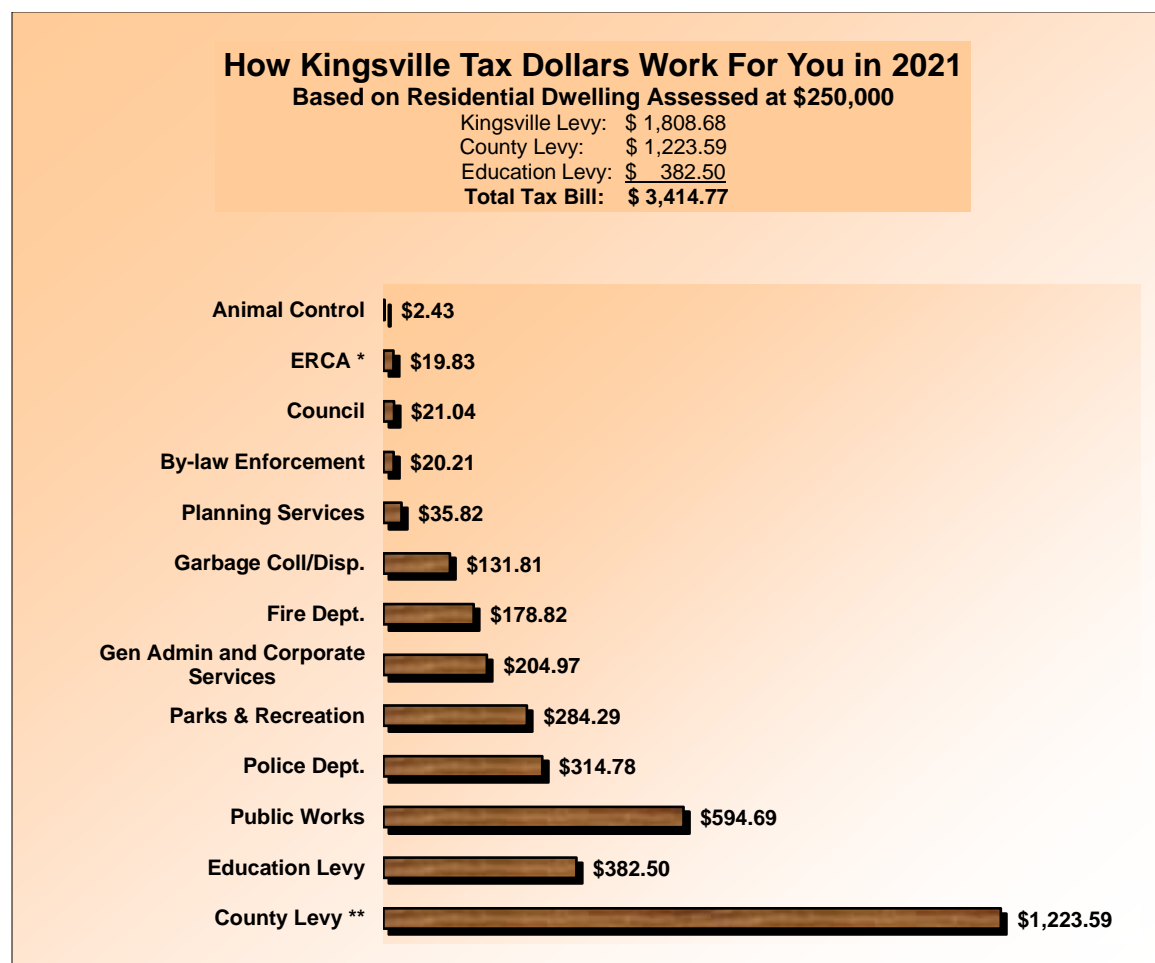 How Kingsville Tax Dollars Work For You in 2021
Based on Residential Dwelling Assessed at $250,000
Kingsville Levy: $ 1,808.68
County Levy: $ 1,223.59
Education Levy: $ 382.50
Total Tax Bill: $ 3,414.77
Animal Control $2.43
ERCA * $19.83
Council $21.04
By-law Enforcement $20.21
Planning Services $35.82
Garbage Coll/Disp. $131.81
Fire Dept. $178.82
Gen Admin and Corporate
Services $204.97
Parks & Recreation $284.29
Police Dept. $314.78
Public Works $594.69
Education Levy $382.50
County Levy ** $1,223.59